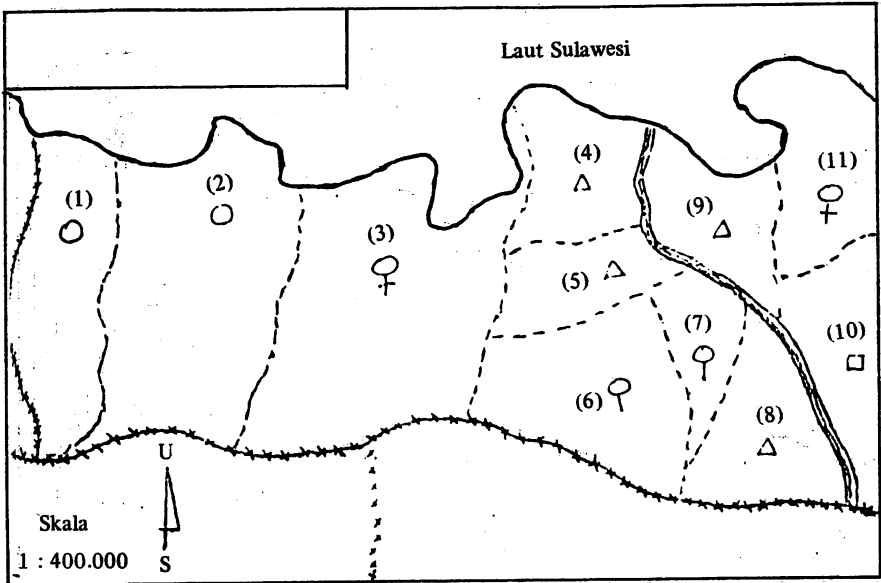 Laut Sulawesi
(1)
(2)
(3)
(4)
(5)
(6)
(7)
(8)
(9)
(10)
(11)
U
S
Skala
1 : 400.000